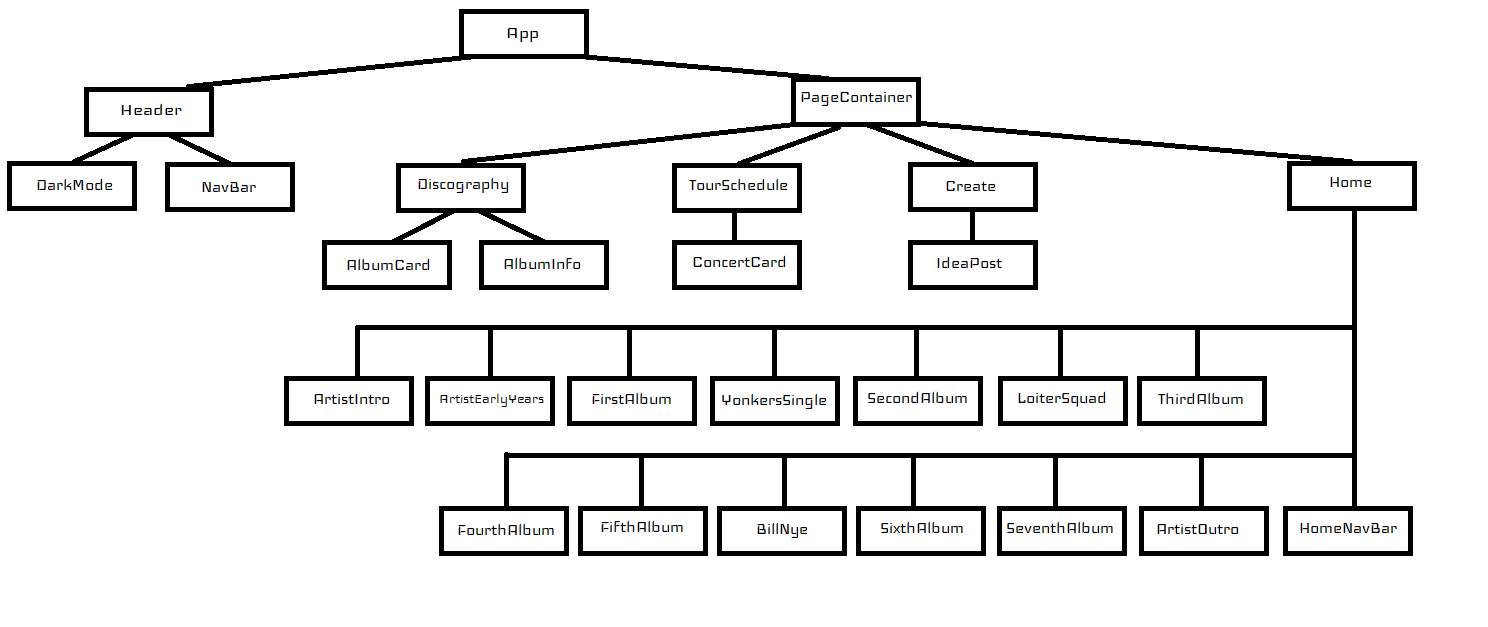 App
Header
PageContainer
DarkMode
NavBar
Discography
TourSchedule
Create
Home
AlbumCard
AlbumInfo
ConcertCard
IdeaPost
ArtistIntro
ArtistEarlyYears
FirstAlbum
YonkersSingle
SecondAlbum
LoiterSquad
ThirdAlbum
FourthAlbum
FifthAlbum
BillNye
SixthAlbum
SeventhAlbum
ArtistOutro
HomeNavBar